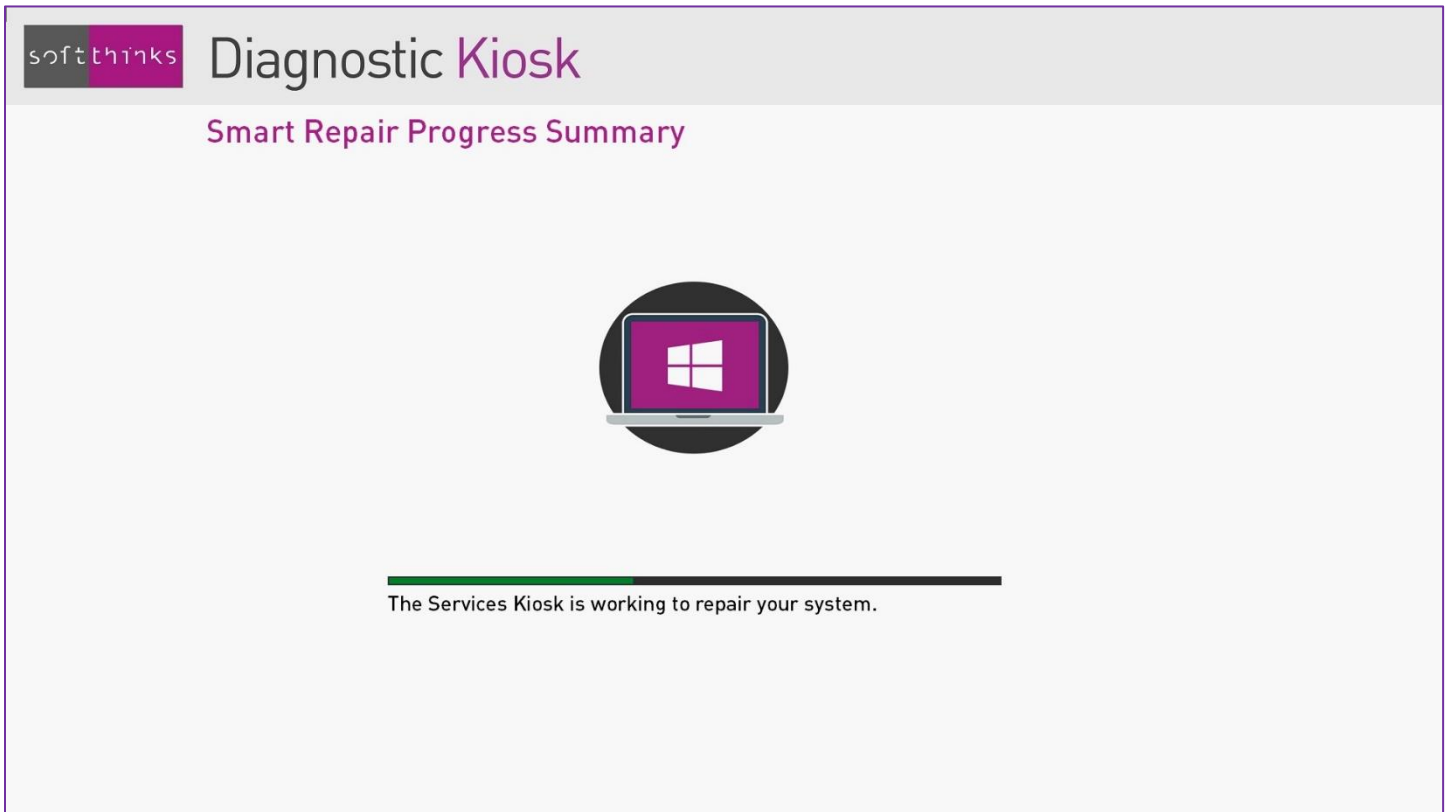 softthinks
Diagnostic Kiosk
Smart Repair Progress Summary
The Services Kiosk is working to repair your system.